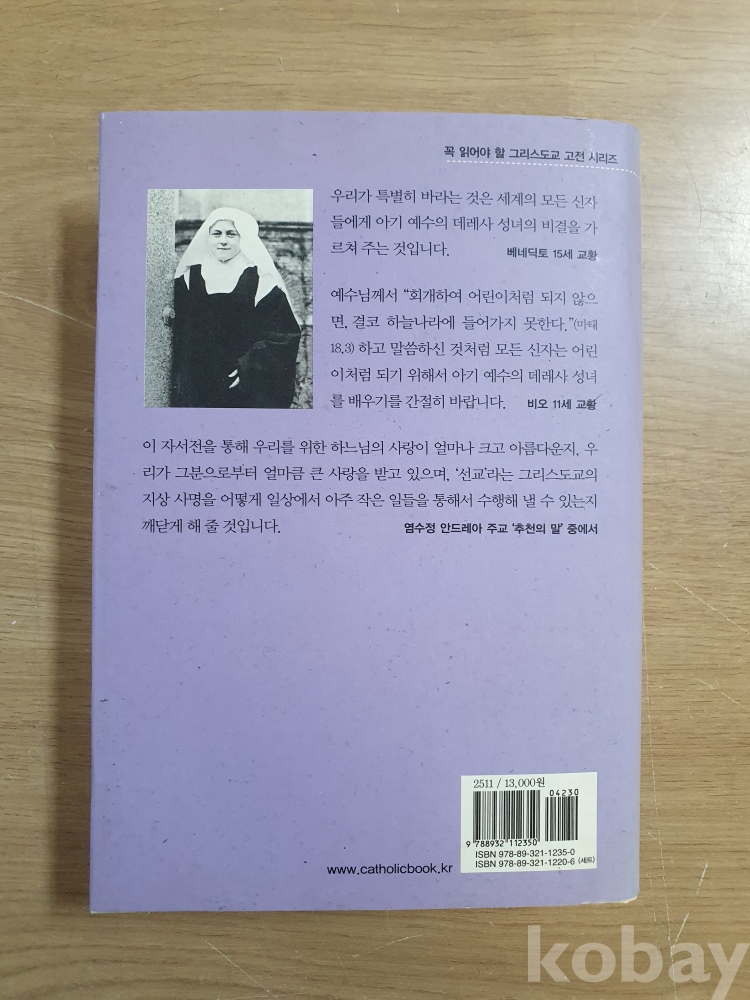 꼭 읽어야 할 그리스도교 고전 시리즈
우리가 특별히 바라는 것은 세계의 모든 신자
들에게 아기 예수의 데레사 성녀의 비결을 가
르쳐 주는 것입니다. 베네딕토 15세 교황
예수님께서 “회개하여 어린이처럼 되지 않으
면, 결코 하늘나라에 들어가지 못한다.”(마태
18,3) 하고 말씀하신 것처럼 모든 신자는 어린
이처럼 되기 위해서 아기 예수의 데레사 성녀
를 배우기를 간절히 바랍니다. 비오 11세 교황
이 자서전을 통해 우리를 위한 하느님의 사랑이 얼마나 크고 아름다운지, 우
리가 그분으로부터 얼마큼 큰 사랑을 받고 있으며, ‘선교’라는 그리스도교의
지상 사명을 어떻게 일상에서 아주 작은 일들을 통해서 수행해 낼 수 있는지
깨닫게 해 줄 것입니다. 염수정 안드레아 주교 ‘추천의 말’ 중에서
2511 / 13,000원
04230
9 788932 112350
ISBN 978-89-321-1235-0
ISBN 978-89-321-1220-6 (세트)
www.catholicbook.kr
kobay